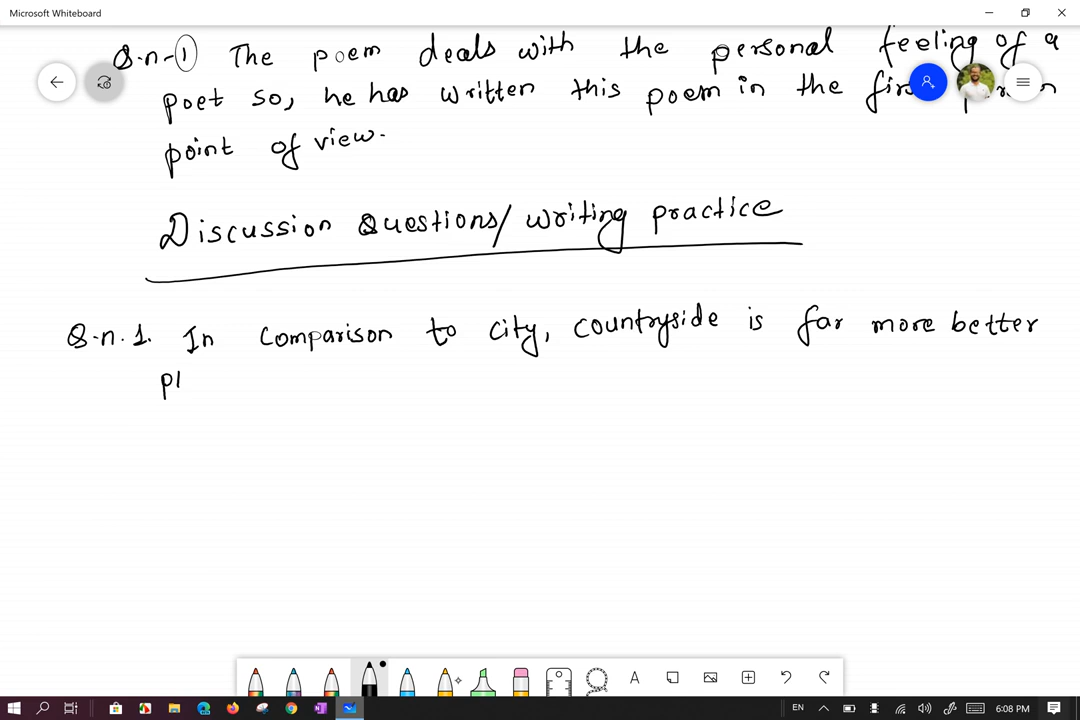 Microsoft Whiteboard
Q.n-① The poem deals with the personal feeling of a
poet so, he has written this poem in the
point of view.
Discussion Questions/ writing practice
Q.n.1. In comparison to city, countryside is far more better
pl
A
EN
6:08 PM